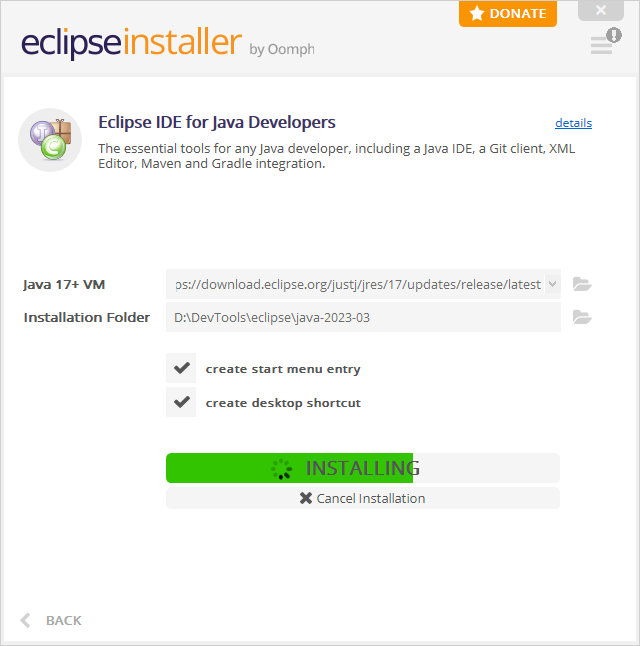 DONATE
eclipseinstaller by Oomph
Eclipse IDE for Java Developers
details
The essential tools for any Java developer, including a Java IDE, a Git client, XML
Editor, Maven and Gradle integration.
Java 17+ VM
ps://download.eclipse.org/justj/jres/17/updates/release/latest
Installation Folder
D:\DevTools\eclipse\java-2023-03
create start menu entry
create desktop shortcut
INSTALLING
Cancel Installation
BACK